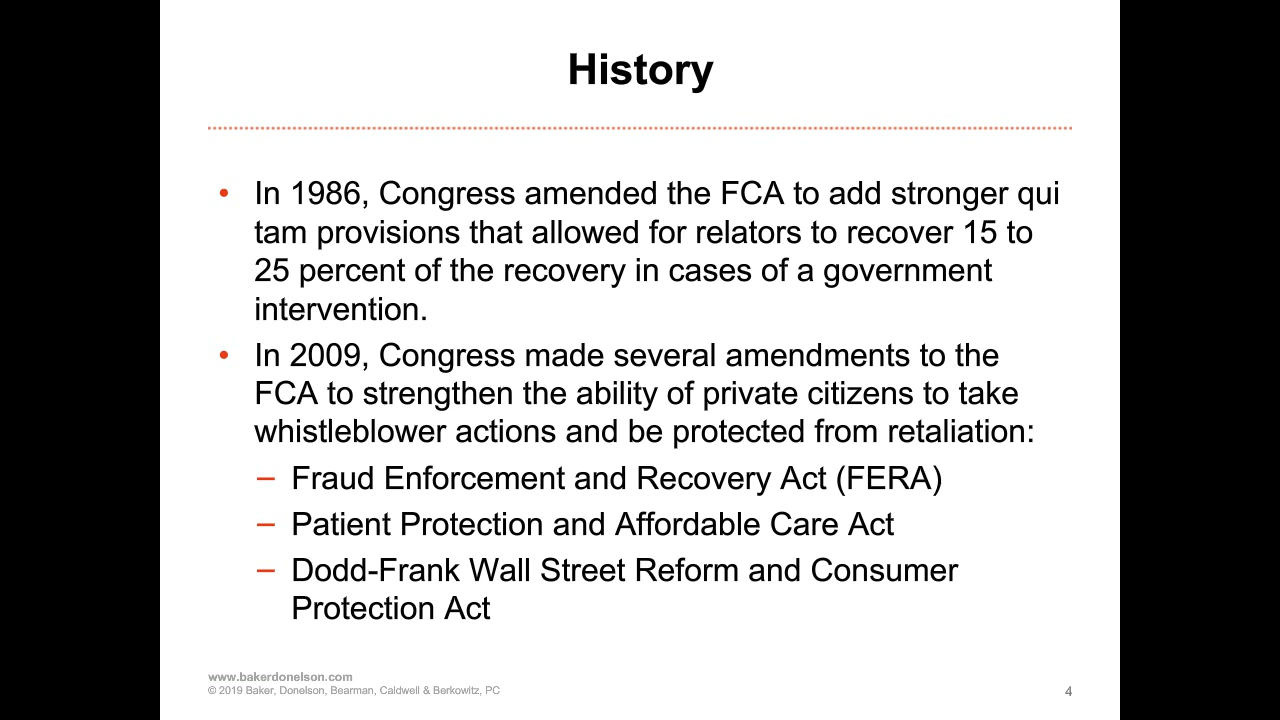 History
• In 1986, Congress amended the FCA to add stronger qui
tam provisions that allowed for relators to recover 15 to
25 percent of the recovery in cases of a government
intervention.
• In 2009, Congress made several amendments to the
FCA to strengthen the ability of private citizens to take
whistleblower actions and be protected from retaliation:
– Fraud Enforcement and Recovery Act (FERA)
– Patient Protection and Affordable Care Act
– Dodd-Frank Wall Street Reform and Consumer
Protection Act
www.bakerdonelson.com
© 2019 Baker, Donelson, Bearman, Caldwell & Berkowitz, PC
4